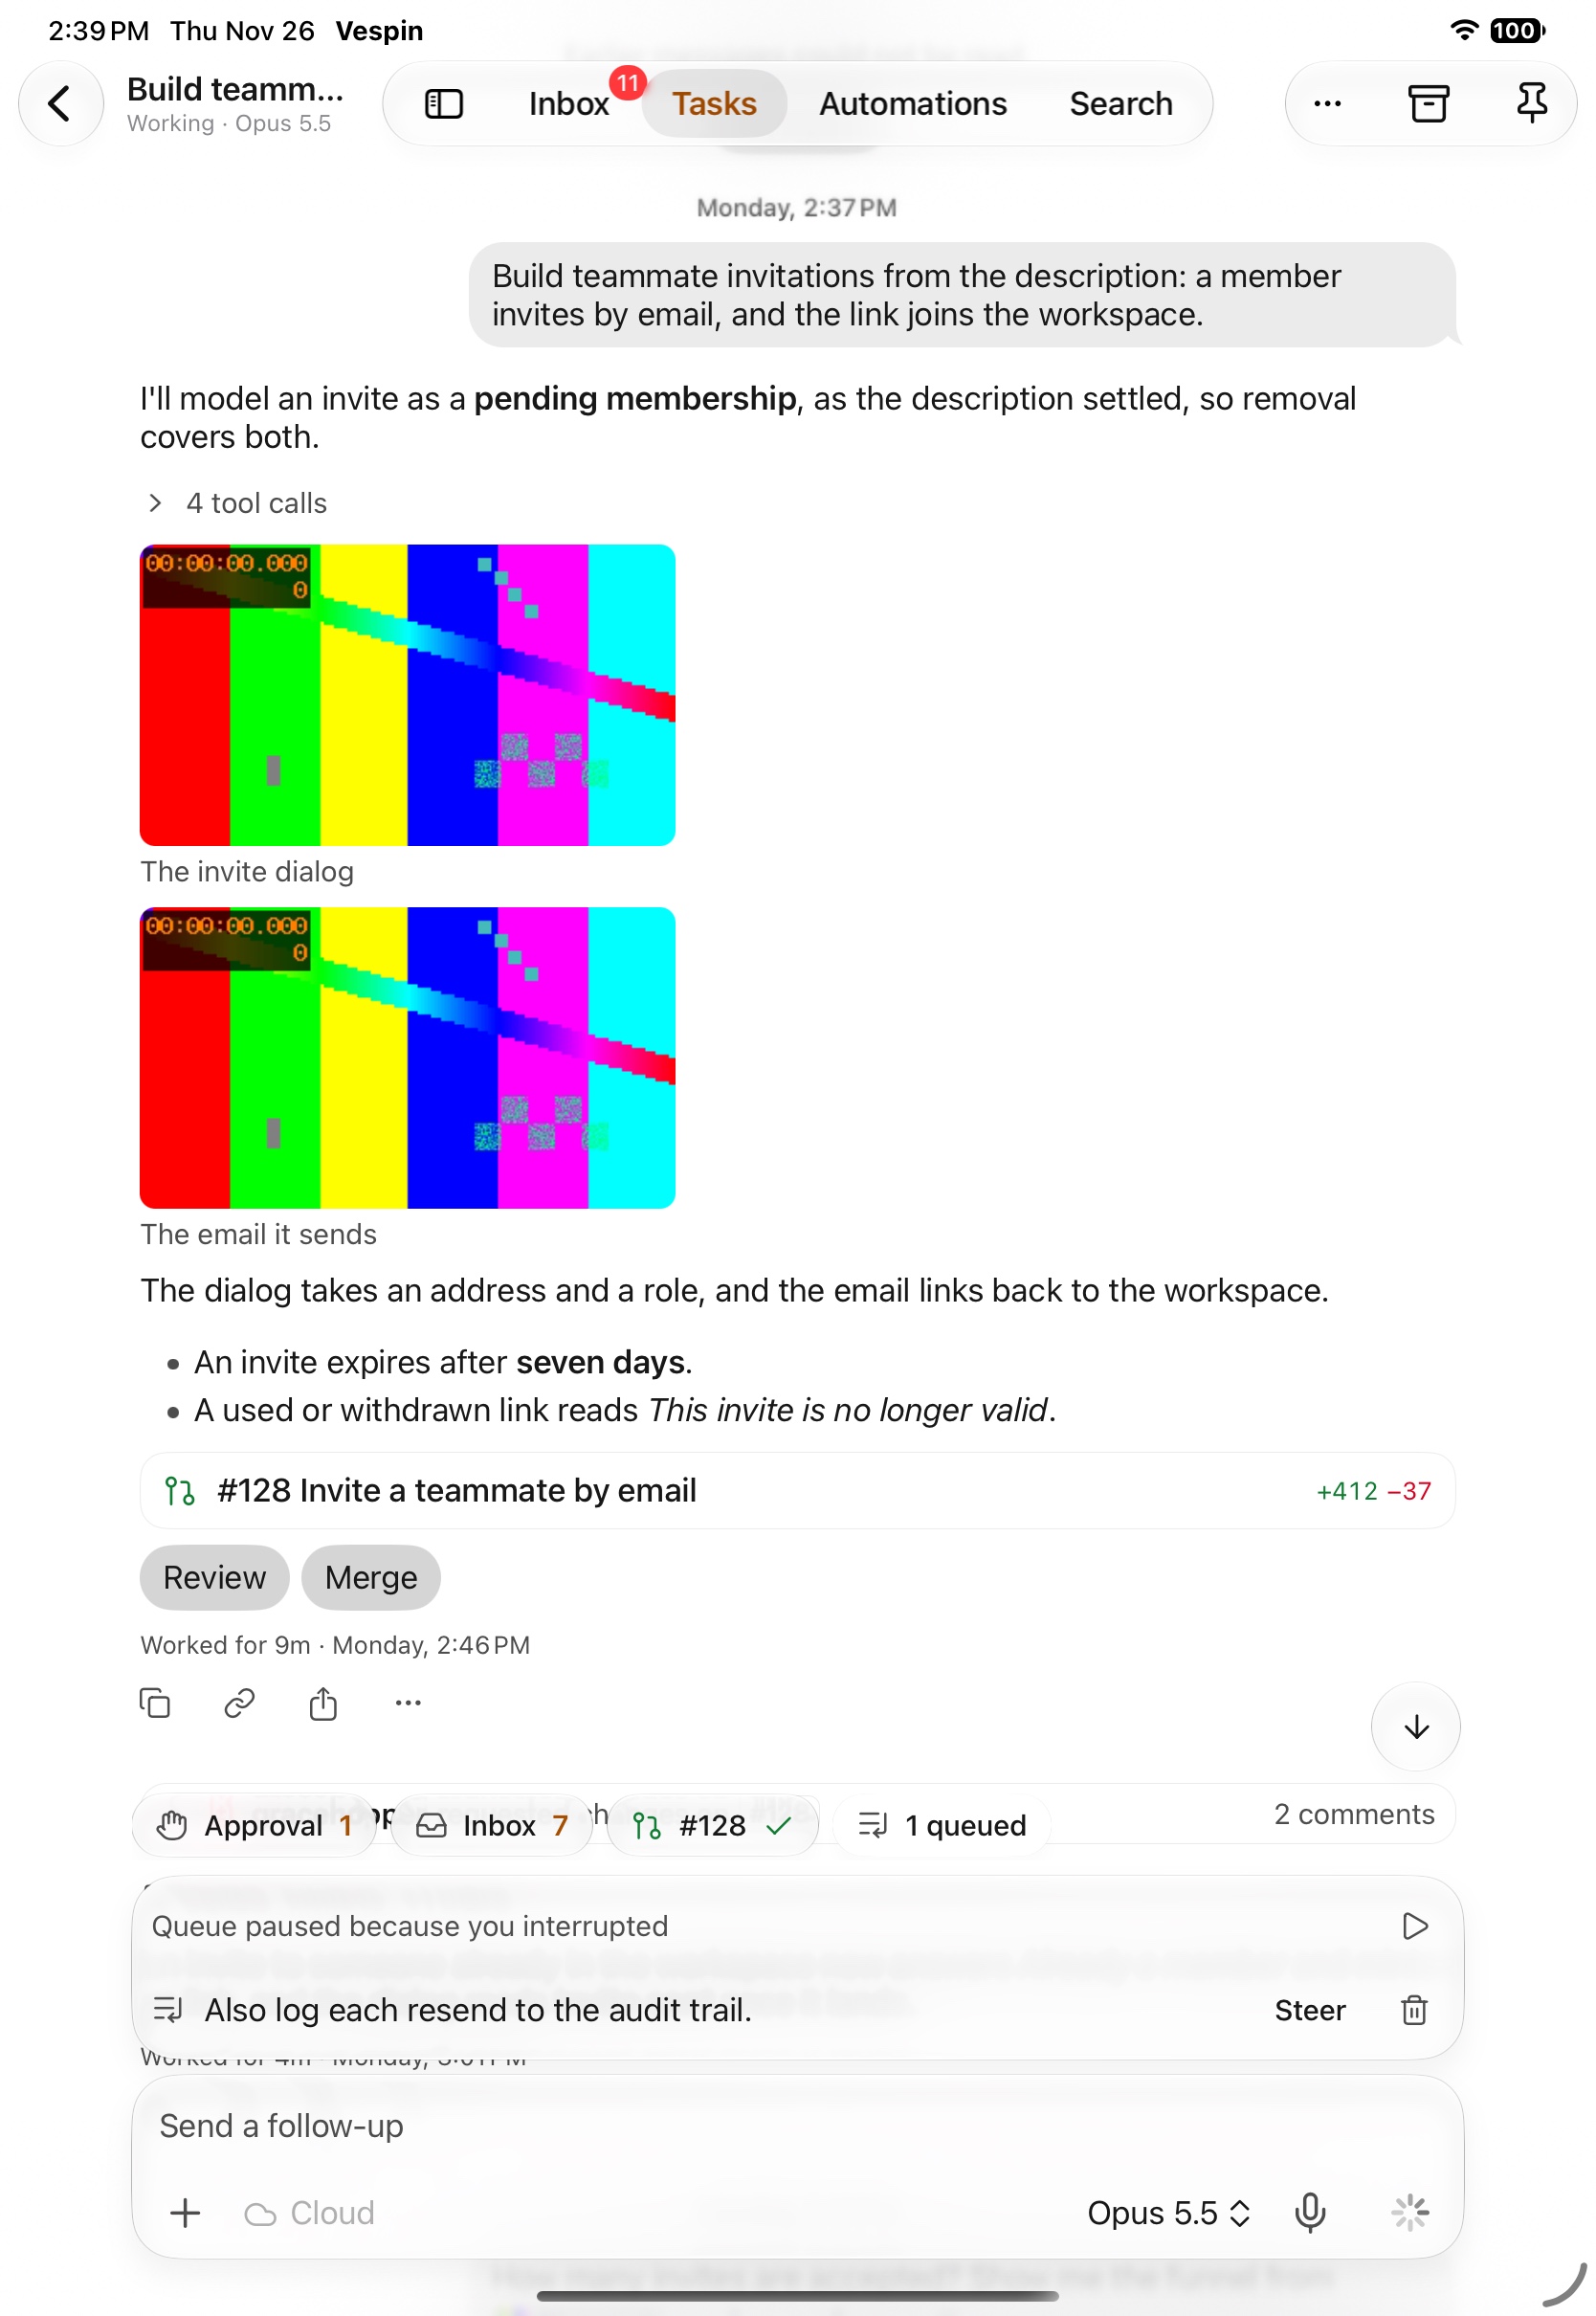 2:39 PM Thu Nov 26 Vespin
100
Build teamm...
Working · Opus 5.5
Inbox
11
Tasks
Automations
Search
Monday, 2:37 PM
Build teammate invitations from the description: a member
invites by email, and the link joins the workspace.
I'll model an invite as a pending membership, as the description settled, so removal
covers both.
4 tool calls
00:00:00.000
0
The invite dialog
00:00:00.000
0
The email it sends
The dialog takes an address and a role, and the email links back to the workspace.
• An invite expires after seven days.
• A used or withdrawn link reads This invite is no longer valid.
#128 Invite a teammate by email
+412 −37
Review
Merge
Worked for 9m · Monday, 2:46 PM
2 comments
Approval 1
Inbox 7
#128
1 queued
Queue paused because you interrupted
Also log each resend to the audit trail.
Steer
Send a follow-up
Cloud
Opus 5.5